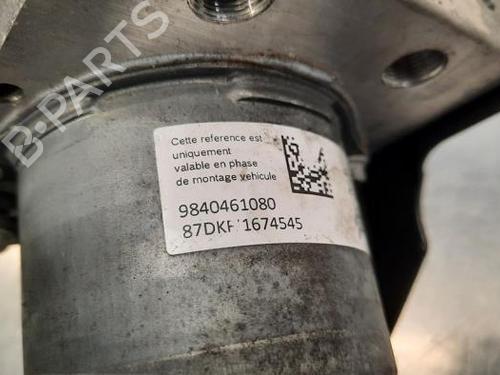 B-PARTS
Cette reference est
uniquement
valable en phase
de montage vehicule
9840461080